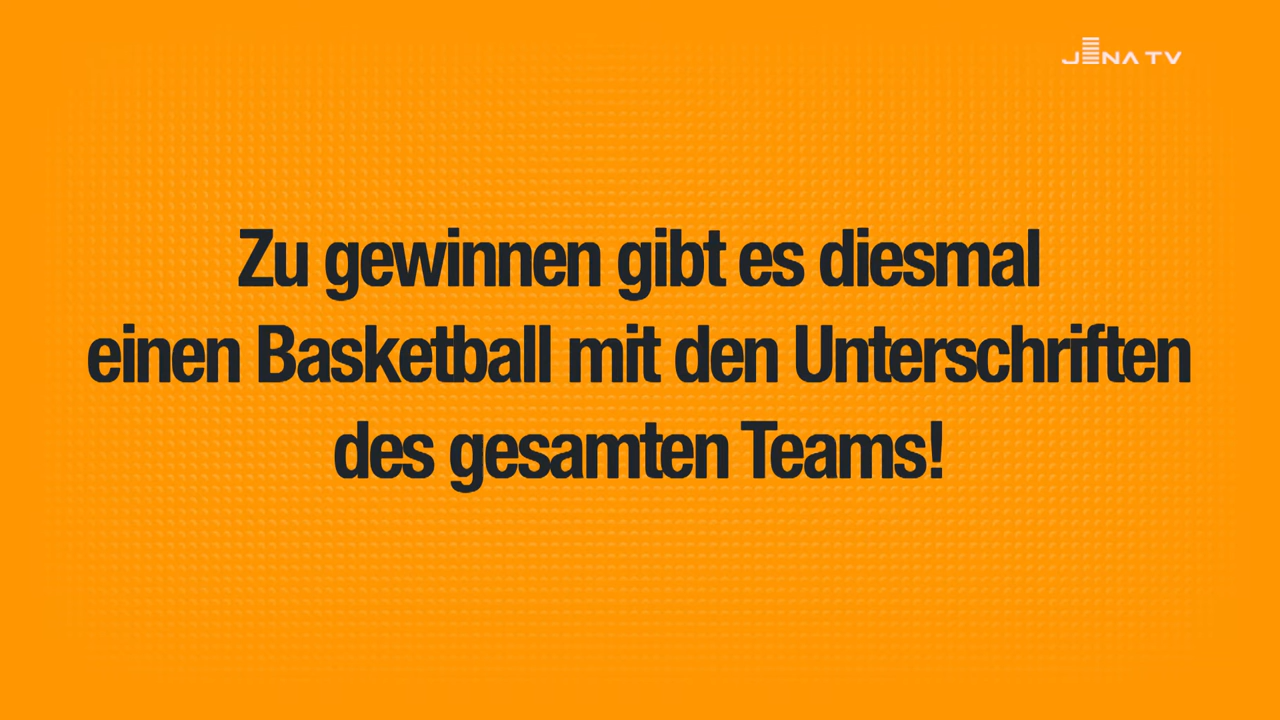 JENA TV
Zu gewinnen gibt es diesmal
einen Basketball mit den Unterschriften
des gesamten Teams!